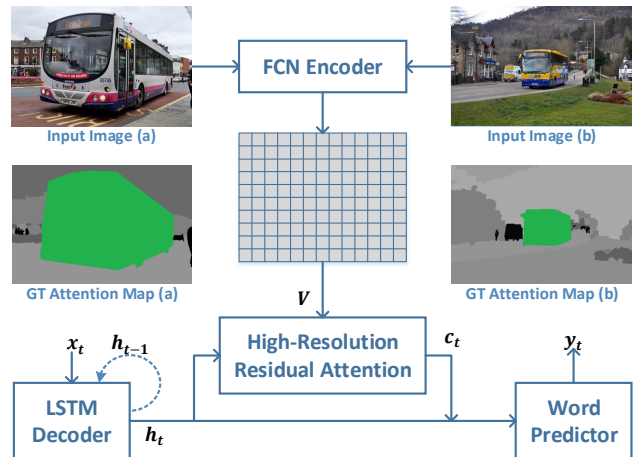 FCN Encoder
Input Image (a)
Input Image (b)
GT Attention Map (a)
GT Attention Map (b)
V
x_t
h_{t-1}
High-Resolution
Residual Attention
c_t
y_t
LSTM
Decoder
h_t
Word
Predictor